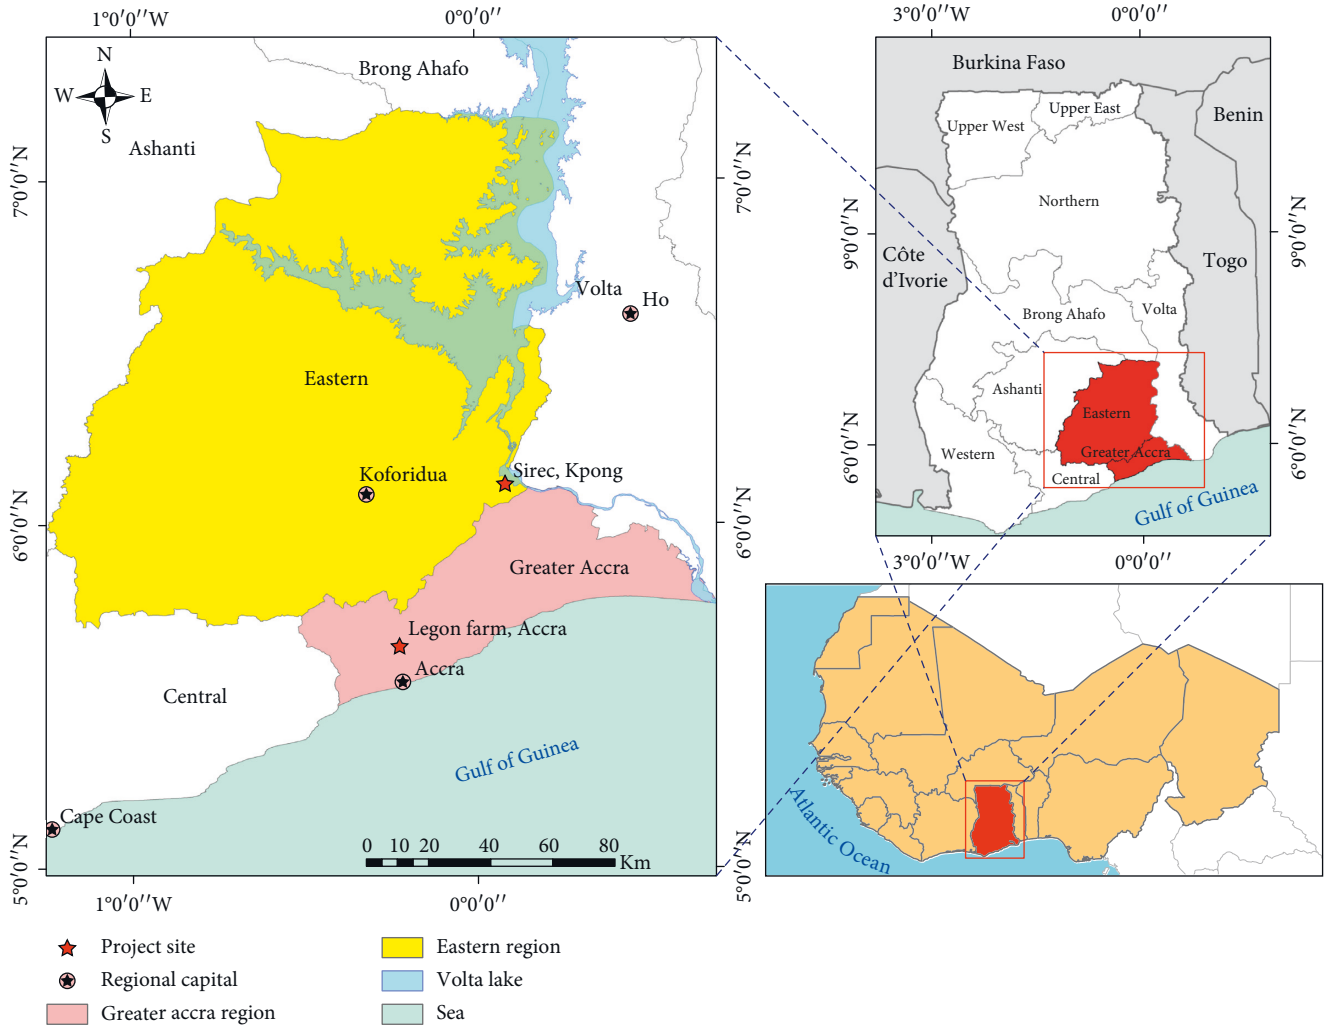 1°0'0''W
0°0'0''
N
W
E
S
Brong Ahafo
Ashanti
7°0'0''N
7°0'0''N
Volta
Ho
Eastern
Koforidua
Sirec, Kpong
6°0'0''N
6°0'0''N
Greater Accra
Legon farm, Accra
Accra
Central
Gulf of Guinea
Cape Coast
0
10
20
40
60
80
Km
5°0'0''N
5°0'0''N
1°0'0''W
0°0'0''
Project site
Regional capital
Greater accra region
Eastern region
Volta lake
Sea
3°0'0''W
0°0'0''
Burkina Faso
Upper East
Upper West
Benin
Northern
9°0'0''N
9°0'0''N
Côte
d'Ivorie
Togo
Volta
Brong Ahafo
Ashanti
Eastern
6°0'0''N
6°0'0''N
Western
Greater Accra
Central
Gulf of Guinea
3°0'0''W
0°0'0''
Atlantic Ocean